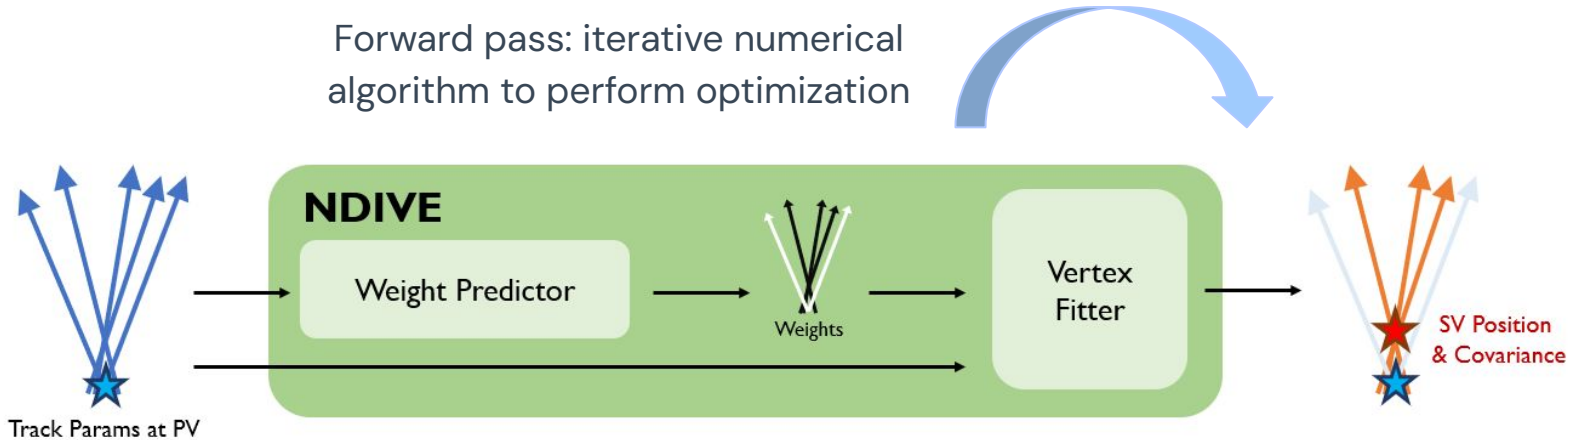 Forward pass: iterative numerical
algorithm to perform optimization
NDIVE
Weight Predictor
Weights
Vertex
Fitter
SV Position
& Covariance
Track Params at PV